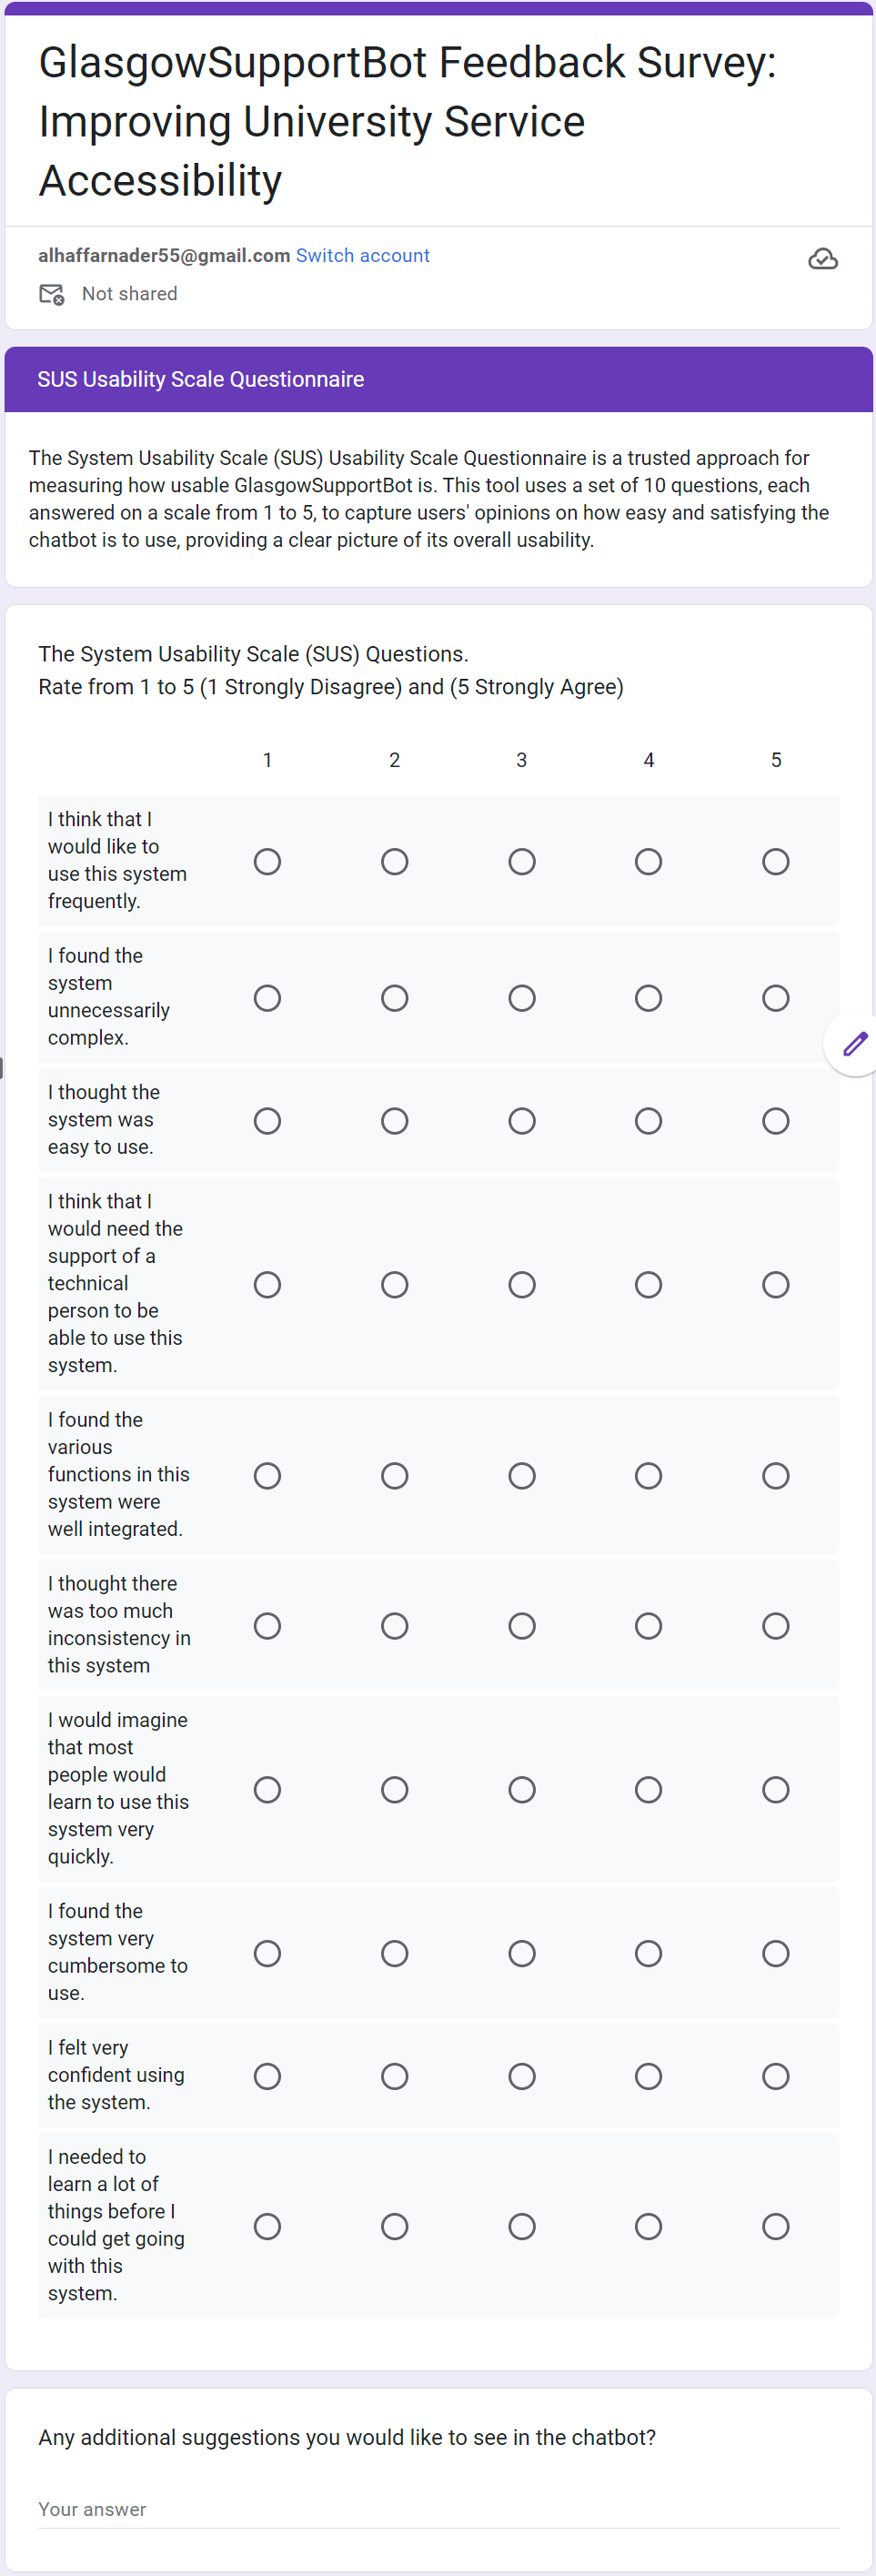 GlasgowSupportBot Feedback Survey:
Improving University Service
Accessibility
alhaffarnader55@gmail.com Switch account
Not shared
SUS Usability Scale Questionnaire
The System Usability Scale (SUS) Usability Scale Questionnaire is a trusted approach for
measuring how usable GlasgowSupportBot is. This tool uses a set of 10 questions, each
answered on a scale from 1 to 5, to capture users' opinions on how easy and satisfying the
chatbot is to use, providing a clear picture of its overall usability.
The System Usability Scale (SUS) Questions.
Rate from 1 to 5 (1 Strongly Disagree) and (5 Strongly Agree)
1 2 3 4 5
I think that I
would like to
use this system
frequently.
I found the
system
unnecessarily
complex.
I thought the
system was
easy to use.
I think that I
would need the
support of a
technical
person to be
able to use this
system.
I found the
various
functions in this
system were
well integrated.
I thought there
was too much
inconsistency in
this system
I would imagine
that most
people would
learn to use this
system very
quickly.
I found the
system very
cumbersome to
use.
I felt very
confident using
the system.
I needed to
learn a lot of
things before I
could get going
with this
system.
Any additional suggestions you would like to see in the chatbot?
Your answer